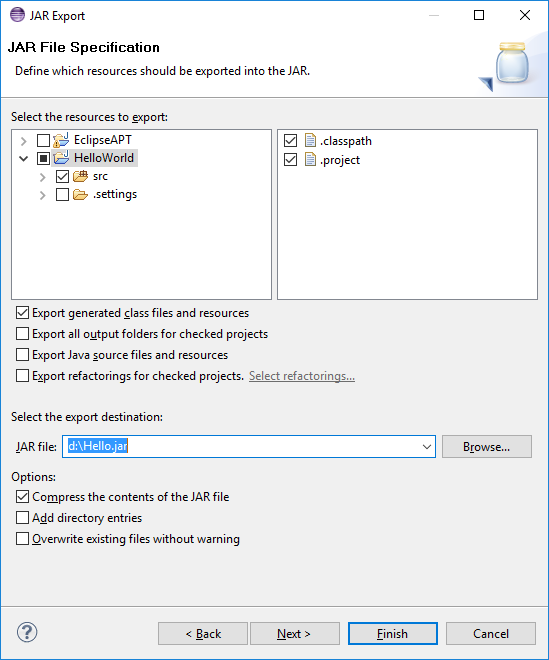 JAR Export
JAR File Specification
Define which resources should be exported into the JAR.
Select the resources to export:
EclipseAPT
HelloWorld
src
.settings
.classpath
.project
Export generated class files and resources
Export all output folders for checked projects
Export Java source files and resources
Export refactorings for checked projects. Select refactorings...
Select the export destination:
JAR file: d:\Hello.jar Browse...
Options:
Compress the contents of the JAR file
Add directory entries
Overwrite existing files without warning
? < Back Next > Finish Cancel